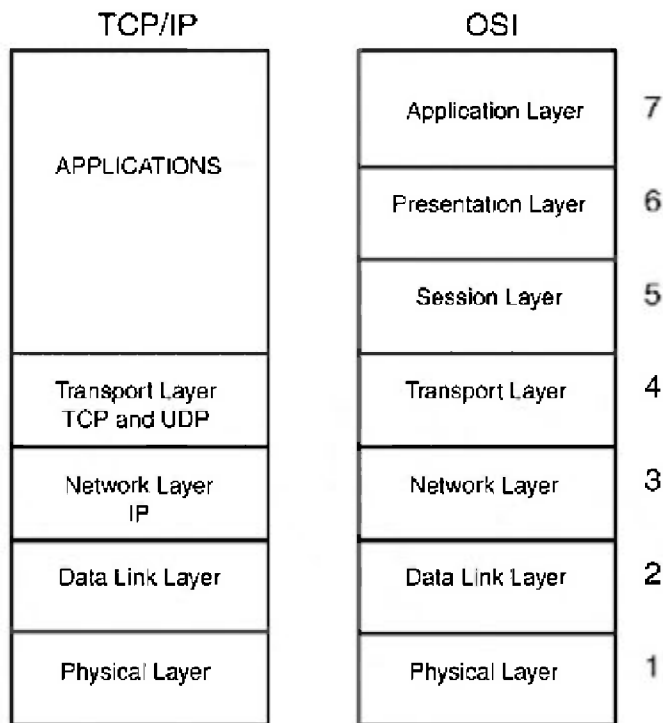 TCP/IP
APPLICATIONS
Transport Layer
TCP and UDP
Network Layer
IP
Data Link Layer
Physical Layer
OSI
Application Layer 7
Presentation Layer 6
Session Layer 5
Transport Layer 4
Network Layer 3
Data Link Layer 2
Physical Layer 1